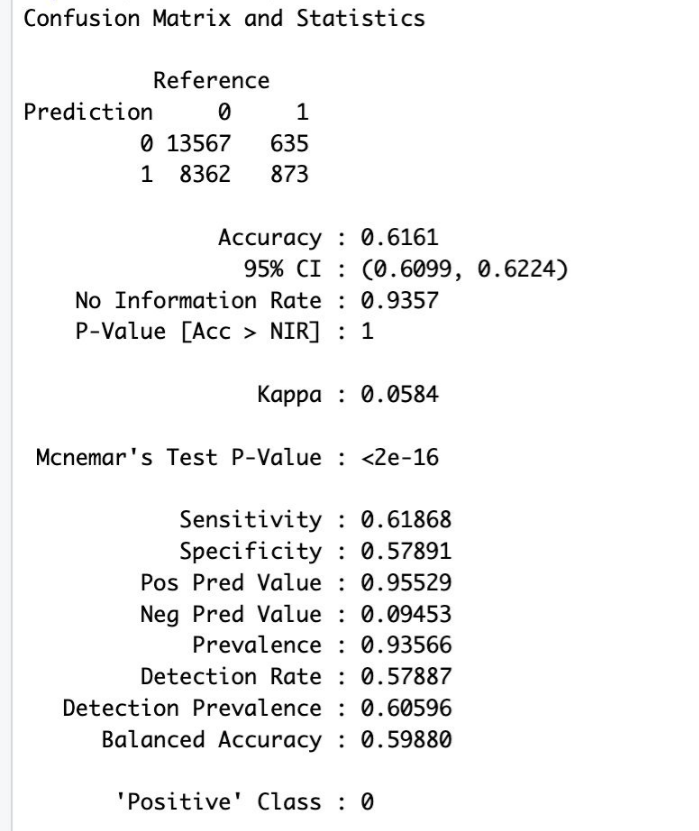 Confusion Matrix and Statistics
Reference
Prediction 0 1
0 13567 635
1 8362 873
Accuracy : 0.6161
95% CI : (0.6099, 0.6224)
No Information Rate : 0.9357
P-Value [Acc > NIR] : 1
Kappa : 0.0584
Mcnemar's Test P-Value : <2e-16
Sensitivity : 0.61868
Specificity : 0.57891
Pos Pred Value : 0.95529
Neg Pred Value : 0.09453
Prevalence : 0.93566
Detection Rate : 0.57887
Detection Prevalence : 0.60596
Balanced Accuracy : 0.59880
'Positive' Class : 0